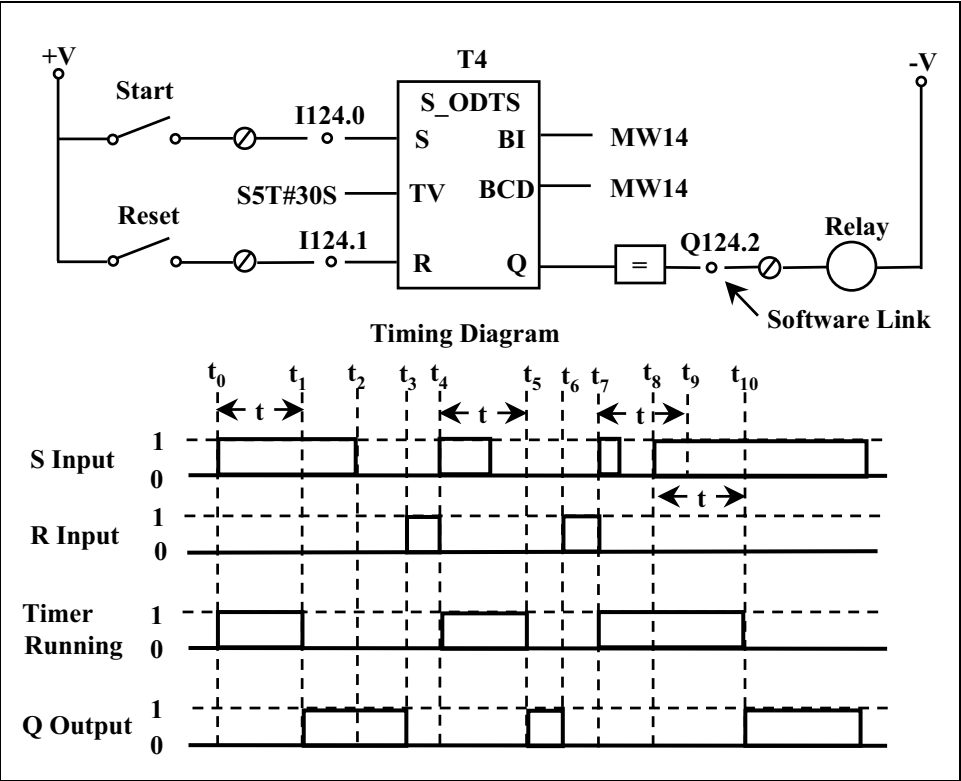 T4
+V
-V
Start
S_ODTS
I124.0
S
BI
MW14
S5T#30S
TV
BCD
MW14
Reset
I124.1
R
Q
=
Q124.2
Relay
Software Link
Timing Diagram
t0 t1 t2 t3 t4 t5 t6 t7 t8 t9 t10
t t t
S Input
1
0
t
R Input
1
0
Timer
Running
1
0
Q Output
1
0